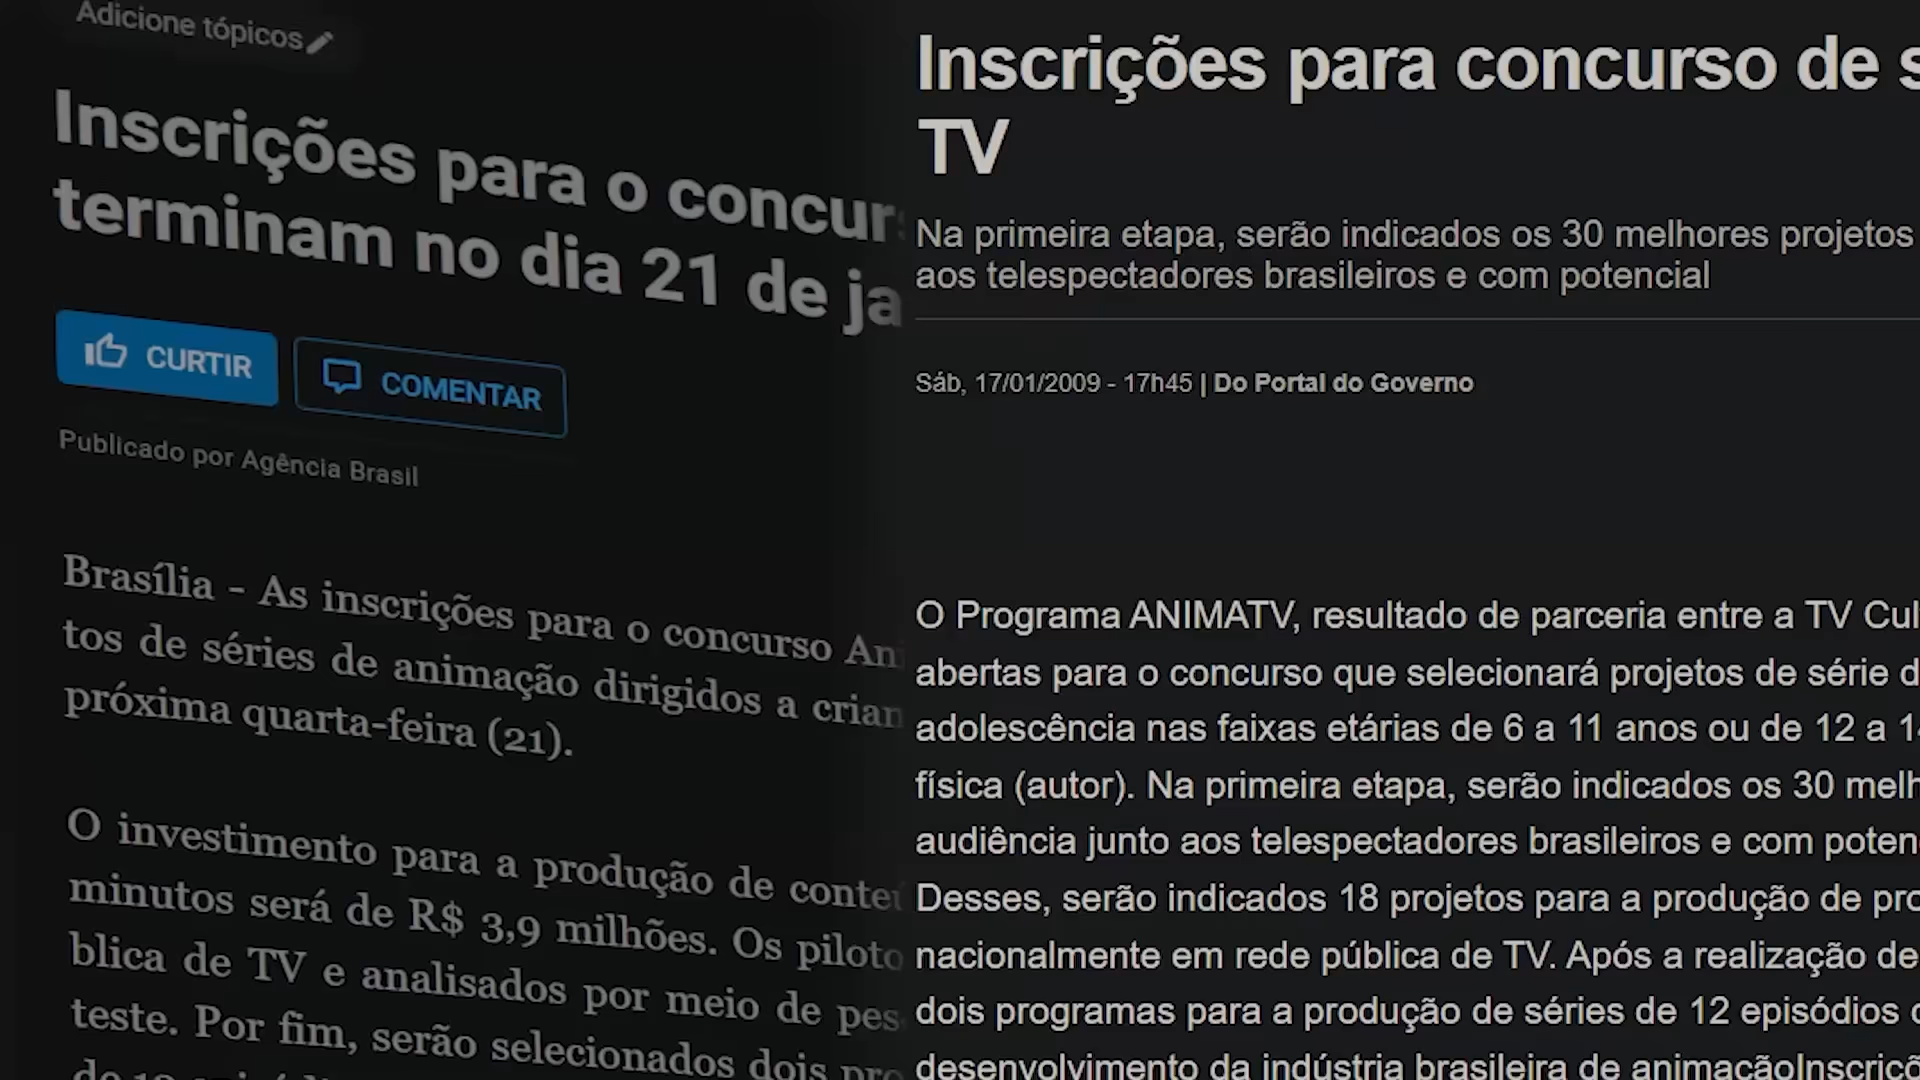 Adicione tópicos
Inscrições para o concur
terminam no dia 21 de ja
CURTIR
COMENTAR
Publicado por Agência Brasil
Brasília - As inscrições para o concurso An
tos de séries de animação dirigidos a crian
próxima quarta-feira (21).
O investimento para a produção de conte
minutos será de R$ 3,9 milhões. Os piloto
blica de TV e analisados por meio de pes
teste. Por fim, serão selecionados dois pro
Inscrições para concurso de s
TV
Na primeira etapa, serão indicados os 30 melhores projetos
aos telespectadores brasileiros e com potencial
Sáb, 17/01/2009 - 17h45 | Do Portal do Governo
O Programa ANIMATV, resultado de parceria entre a TV Cul
abertas para o concurso que selecionará projetos de série d
adolescência nas faixas etárias de 6 a 11 anos ou de 12 a 1
física (autor). Na primeira etapa, serão indicados os 30 melh
audiência junto aos telespectadores brasileiros e com poten
Desses, serão indicados 18 projetos para a produção de pro
nacionalmente em rede pública de TV. Após a realização de
dois programas para a produção de séries de 12 episódios
desenvolvimento da indústria brasileira de animaçãoInscriçõ